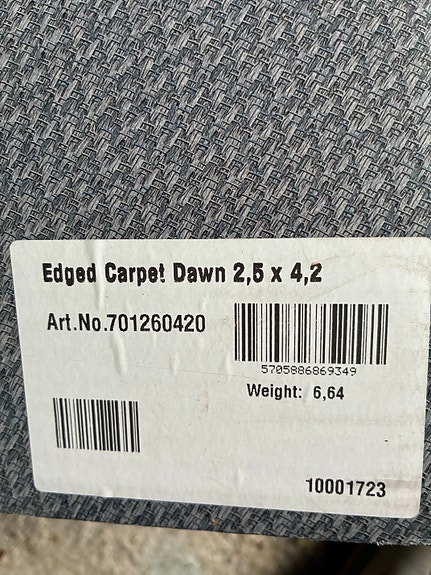 Edged Carpet Dawn 2,5 x 4,2
Art.No.701260420
5705886869349
Weight: 6,64
10001723